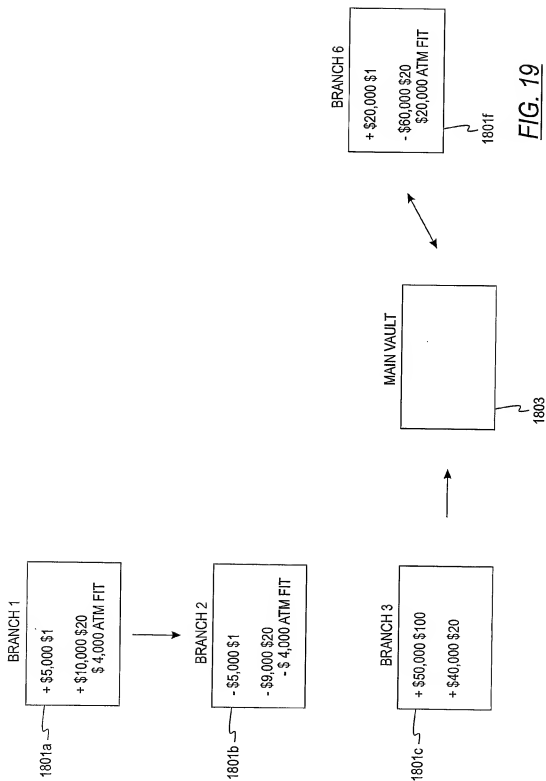 BRANCH 1
+ $5,000 $1
+ $10,000 $20
$ 4,000 ATM FIT
1801a
BRANCH 2
- $5,000 $1
- $9,000 $20
- $ 4,000 ATM FIT
1801b
BRANCH 3
+ $50,000 $100
+ $40,000 $20
1801c
MAIN VAULT
1803
BRANCH 6
+ $20,000 $1
- $60,000 $20
$20,000 ATM FIT
1801f
FIG. 19